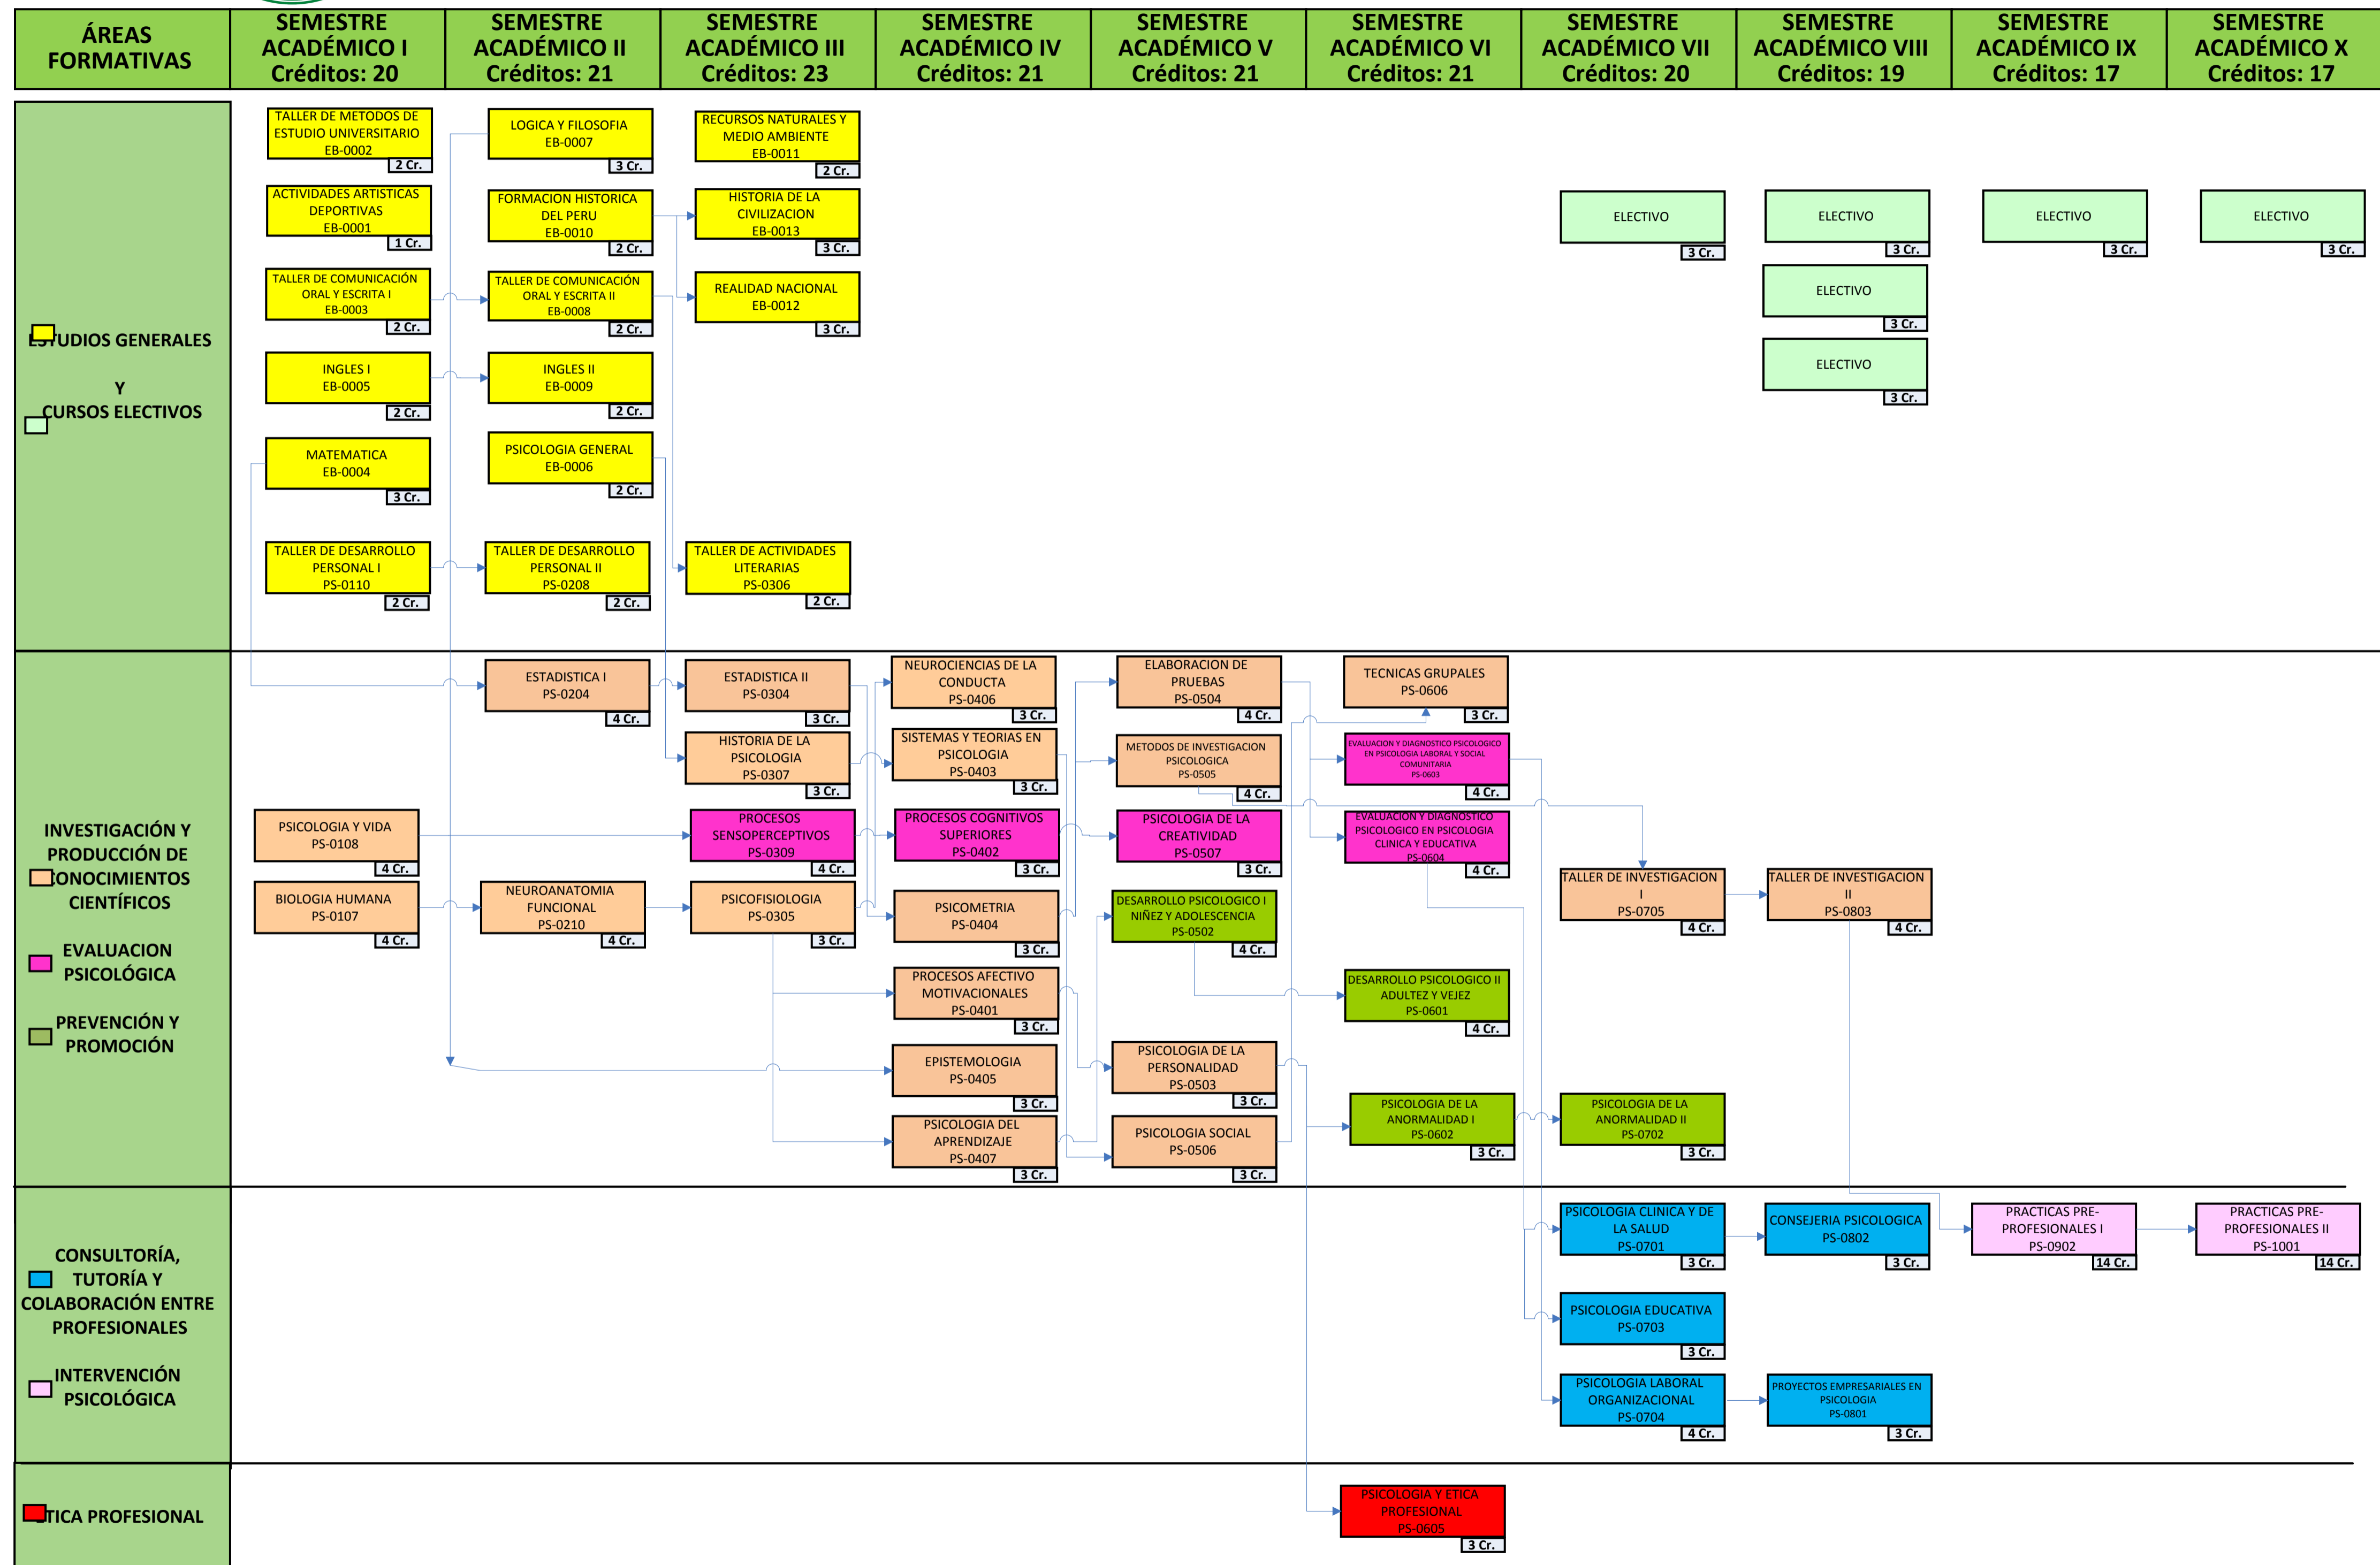 ÁREAS
FORMATIVAS
SEMESTRE
ACADÉMICO I
Créditos: 20
SEMESTRE
ACADÉMICO II
Créditos: 21
SEMESTRE
ACADÉMICO III
Créditos: 23
SEMESTRE
ACADÉMICO IV
Créditos: 21
SEMESTRE
ACADÉMICO V
Créditos: 21
SEMESTRE
ACADÉMICO VI
Créditos: 21
SEMESTRE
ACADÉMICO VII
Créditos: 20
SEMESTRE
ACADÉMICO VIII
Créditos: 19
SEMESTRE
ACADÉMICO IX
Créditos: 17
SEMESTRE
ACADÉMICO X
Créditos: 17
ESTUDIOS GENERALES
Y
CURSOS ELECTIVOS
TALLER DE METODOS DE
ESTUDIO UNIVERSITARIO
EB-0002
2 Cr.
LOGICA Y FILOSOFIA
EB-0007
3 Cr.
RECURSOS NATURALES Y
MEDIO AMBIENTE
EB-0011
2 Cr.
ACTIVIDADES ARTISTICAS
DEPORTIVAS
EB-0001
1 Cr.
FORMACION HISTORICA
DEL PERU
EB-0010
2 Cr.
HISTORIA DE LA
CIVILIZACION
EB-0013
3 Cr.
ELECTIVO
3 Cr.
ELECTIVO
3 Cr.
ELECTIVO
3 Cr.
ELECTIVO
3 Cr.
TALLER DE COMUNICACIÓN
ORAL Y ESCRITA I
EB-0003
2 Cr.
TALLER DE COMUNICACIÓN
ORAL Y ESCRITA II
EB-0008
2 Cr.
REALIDAD NACIONAL
EB-0012
3 Cr.
ELECTIVO
3 Cr.
INGLES I
EB-0005
2 Cr.
INGLES II
EB-0009
2 Cr.
ELECTIVO
3 Cr.
MATEMATICA
EB-0004
3 Cr.
PSICOLOGIA GENERAL
EB-0006
2 Cr.
TALLER DE DESARROLLO
PERSONAL I
PS-0110
2 Cr.
TALLER DE DESARROLLO
PERSONAL II
PS-0208
2 Cr.
TALLER DE ACTIVIDADES
LITERARIAS
PS-0306
2 Cr.
INVESTIGACIÓN Y
PRODUCCIÓN DE
CONOCIMIENTOS
CIENTÍFICOS
EVALUACION
PSICOLÓGICA
PREVENCIÓN Y
PROMOCIÓN
ESTADISTICA I
PS-0204
4 Cr.
ESTADISTICA II
PS-0304
3 Cr.
NEUROCIENCIAS DE LA
CONDUCTA
PS-0406
3 Cr.
ELABORACION DE
PRUEBAS
PS-0504
4 Cr.
TECNICAS GRUPALES
PS-0606
3 Cr.
HISTORIA DE LA
PSICOLOGIA
PS-0307
3 Cr.
SISTEMAS Y TEORIAS EN
PSICOLOGIA
PS-0403
3 Cr.
METODOS DE INVESTIGACION
PSICOLOGICA
PS-0505
4 Cr.
EVALUACION Y DIAGNOSTICO PSICOLOGICO
EN PSICOLOGIA LABORAL Y SOCIAL
COMUNITARIA
PS-0603
4 Cr.
PSICOLOGIA Y VIDA
PS-0108
4 Cr.
PROCESOS
SENSOPERCEPTIVOS
PS-0309
4 Cr.
PROCESOS COGNITIVOS
SUPERIORES
PS-0402
3 Cr.
PSICOLOGIA DE LA
CREATIVIDAD
PS-0507
3 Cr.
EVALUACION Y DIAGNOSTICO
PSICOLOGICO EN PSICOLOGIA
CLINICA Y EDUCATIVA
PS-0604
4 Cr.
BIOLOGIA HUMANA
PS-0107
4 Cr.
NEUROANATOMIA
FUNCIONAL
PS-0210
4 Cr.
PSICOFISIOLOGIA
PS-0305
3 Cr.
PSICOMETRIA
PS-0404
3 Cr.
DESARROLLO PSICOLOGICO I
NIÑEZ Y ADOLESCENCIA
PS-0502
4 Cr.
TALLER DE INVESTIGACION
I
PS-0705
4 Cr.
TALLER DE INVESTIGACION
II
PS-0803
4 Cr.
PROCESOS AFECTIVO
MOTIVACIONALES
PS-0401
3 Cr.
DESARROLLO PSICOLOGICO II
ADULTEZ Y VEJEZ
PS-0601
4 Cr.
EPISTEMOLOGIA
PS-0405
3 Cr.
PSICOLOGIA DE LA
PERSONALIDAD
PS-0503
3 Cr.
PSICOLOGIA DEL
APRENDIZAJE
PS-0407
3 Cr.
PSICOLOGIA SOCIAL
PS-0506
3 Cr.
PSICOLOGIA DE LA
ANORMALIDAD I
PS-0602
3 Cr.
PSICOLOGIA DE LA
ANORMALIDAD II
PS-0702
3 Cr.
CONSULTORÍA,
TUTORÍA Y
COLABORACIÓN ENTRE
PROFESIONALES
INTERVENCIÓN
PSICOLÓGICA
PSICOLOGIA CLINICA Y DE
LA SALUD
PS-0701
3 Cr.
CONSEJERIA PSICOLOGICA
PS-0802
3 Cr.
PRACTICAS PRE-
PROFESIONALES I
PS-0902
14 Cr.
PRACTICAS PRE-
PROFESIONALES II
PS-1001
14 Cr.
PSICOLOGIA EDUCATIVA
PS-0703
3 Cr.
PSICOLOGIA LABORAL
ORGANIZACIONAL
PS-0704
4 Cr.
PROYECTOS EMPRESARIALES EN
PSICOLOGIA
PS-0801
3 Cr.
ETICA PROFESIONAL
PSICOLOGIA Y ETICA
PROFESIONAL
PS-0605
3 Cr.